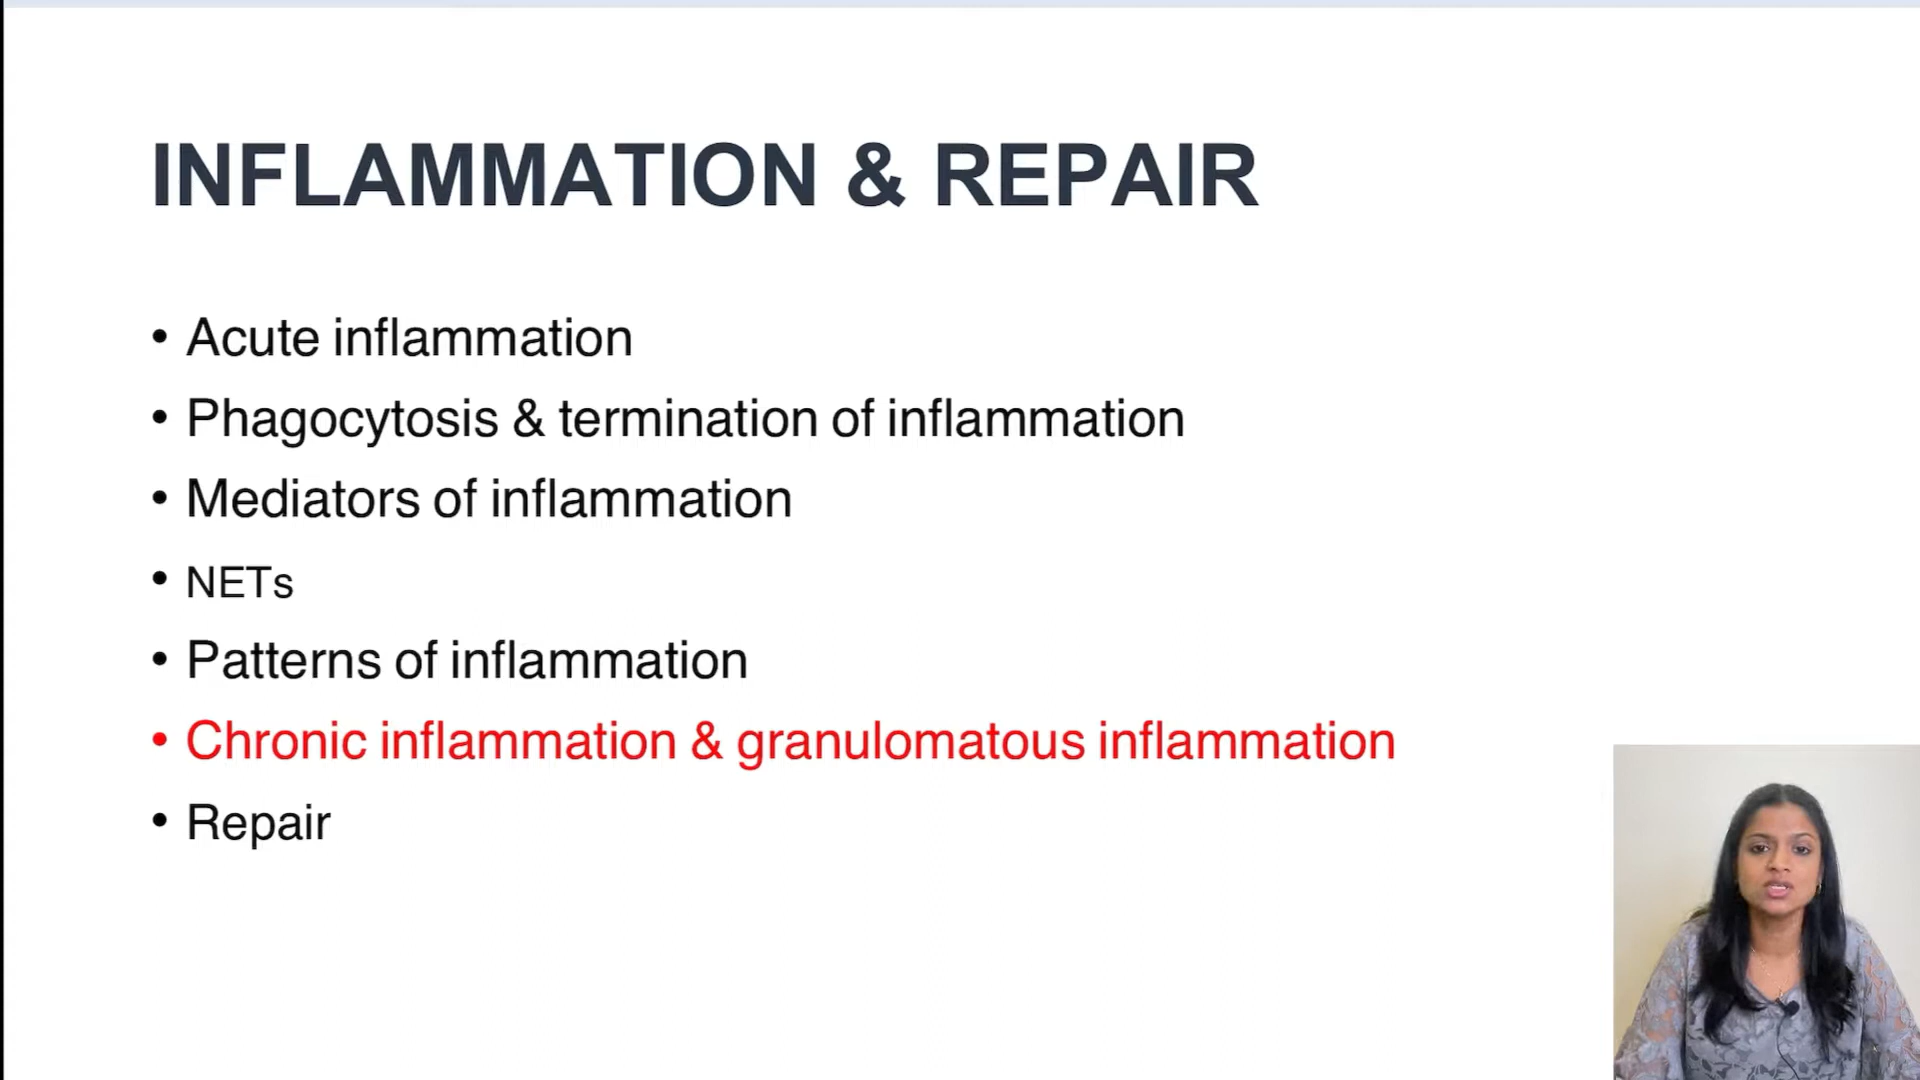 INFLAMMATION & REPAIR
• Acute inflammation
• Phagocytosis & termination of inflammation
• Mediators of inflammation
• NETs
• Patterns of inflammation
• Chronic inflammation & granulomatous inflammation
• Repair